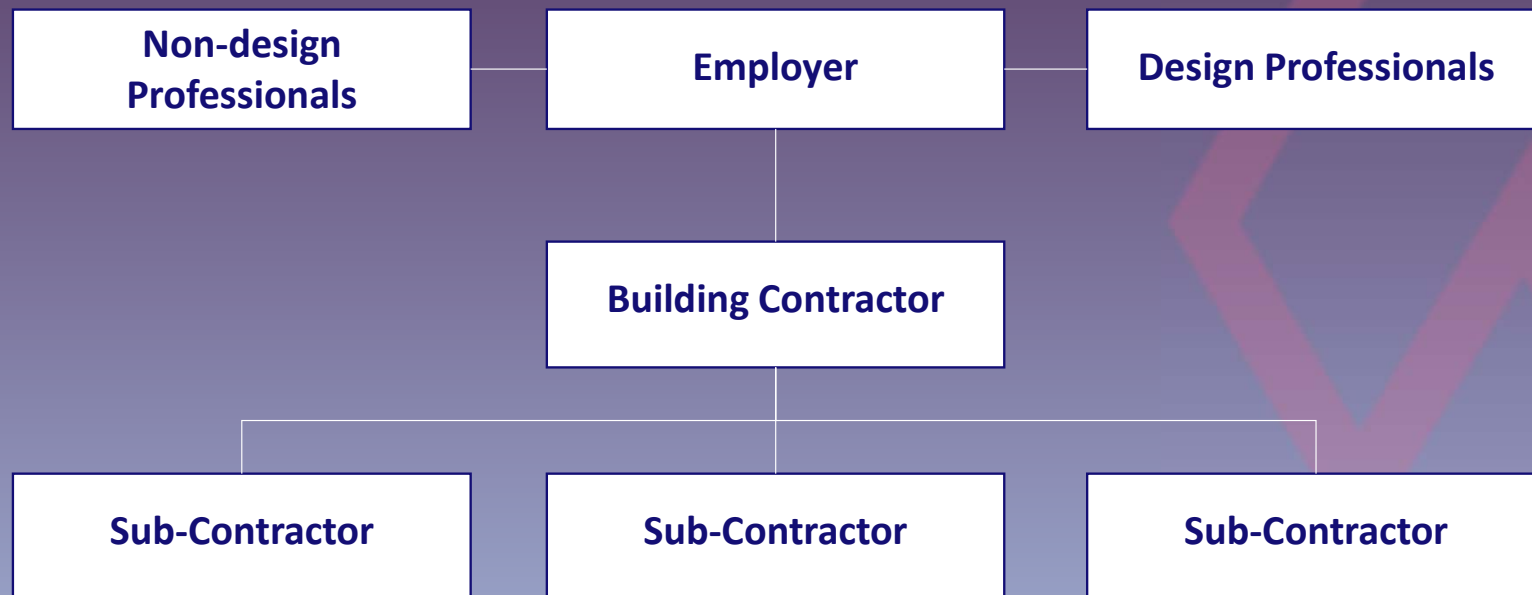 Non-design
Professionals
Employer
Design Professionals
Building Contractor
Sub-Contractor
Sub-Contractor
Sub-Contractor